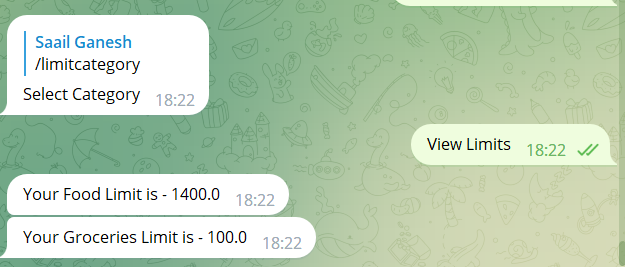 Saail Ganesh
/limitcategory
Select Category 18:22
View Limits 18:22
Your Food Limit is - 1400.0 18:22
Your Groceries Limit is - 100.0 18:22